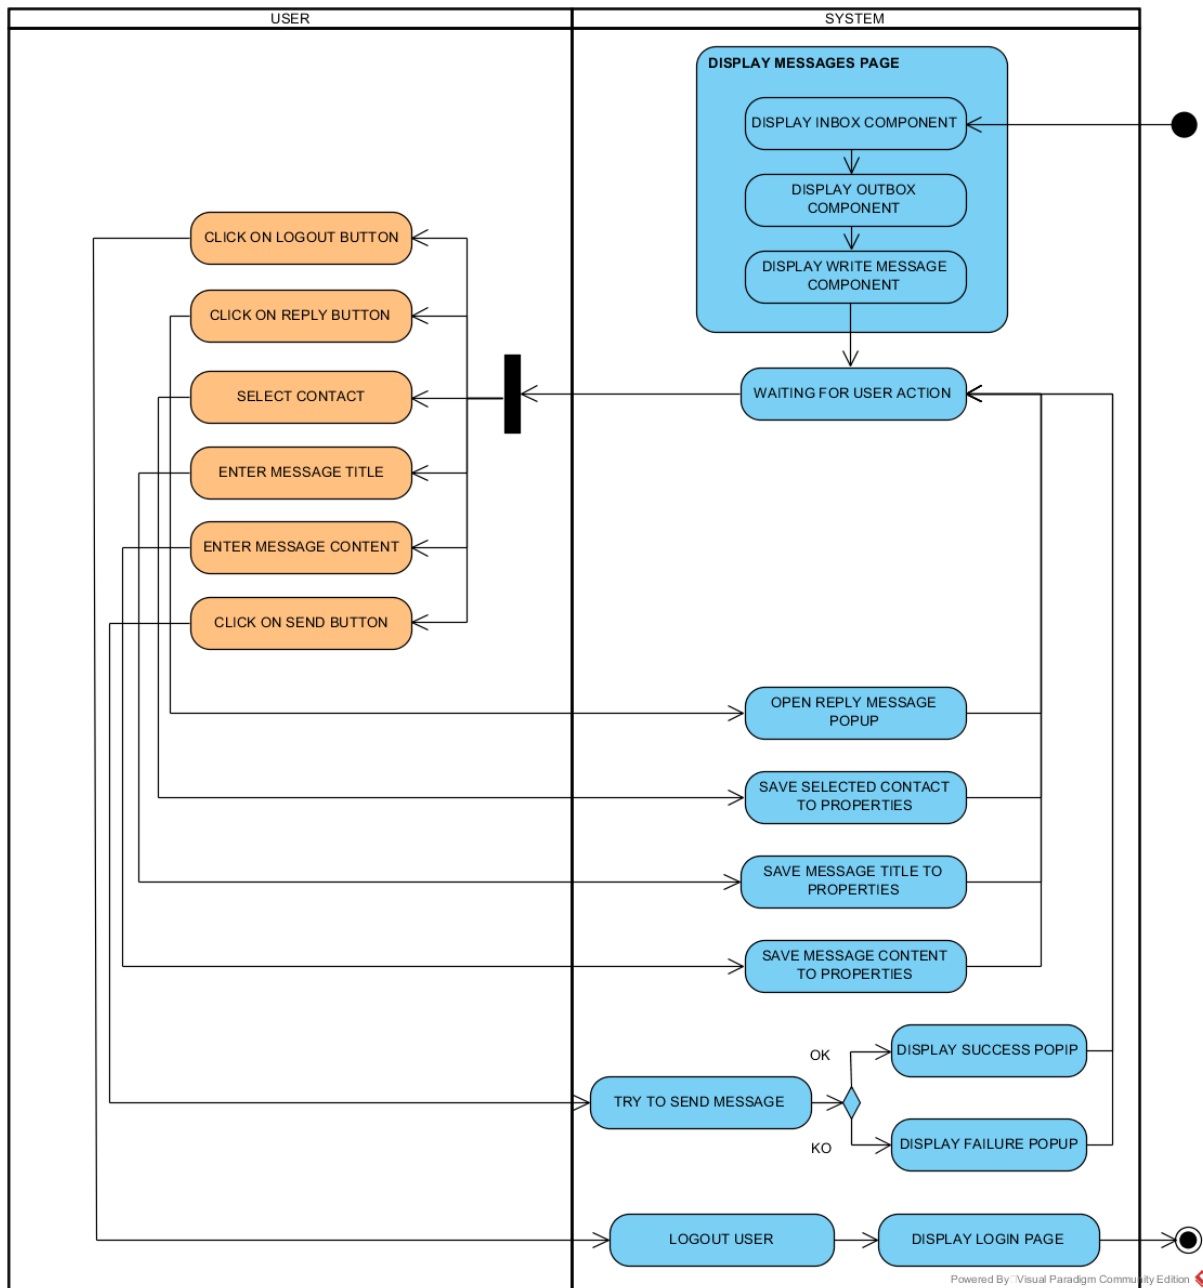 USER
SYSTEM
DISPLAY MESSAGES PAGE
DISPLAY INBOX COMPONENT
DISPLAY OUTBOX
COMPONENT
DISPLAY WRITE MESSAGE
COMPONENT
CLICK ON LOGOUT BUTTON
CLICK ON REPLY BUTTON
SELECT CONTACT
WAITING FOR USER ACTION
ENTER MESSAGE TITLE
ENTER MESSAGE CONTENT
CLICK ON SEND BUTTON
OPEN REPLY MESSAGE
POPUP
SAVE SELECTED CONTACT
TO PROPERTIES
SAVE MESSAGE TITLE TO
PROPERTIES
SAVE MESSAGE CONTENT
TO PROPERTIES
OK
DISPLAY SUCCESS POPIP
TRY TO SEND MESSAGE
KO
DISPLAY FAILURE POPUP
LOGOUT USER
DISPLAY LOGIN PAGE
Powered By Visual Paradigm Community Edition